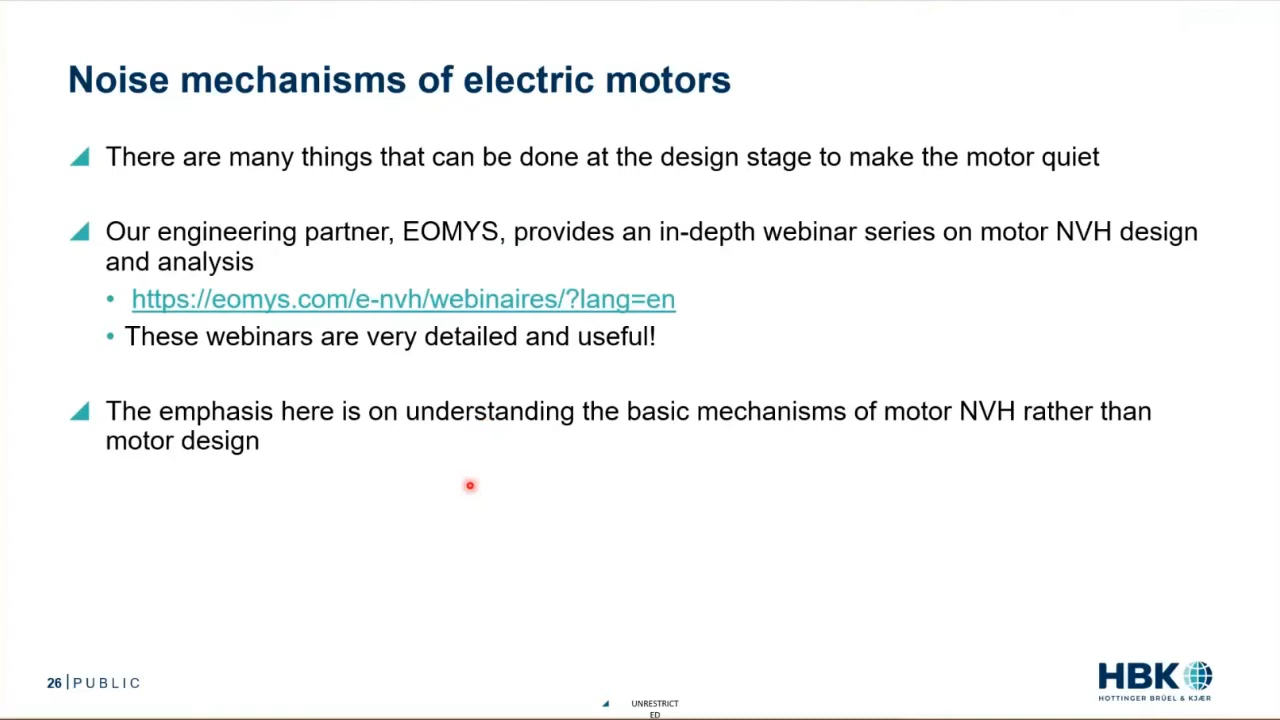 Noise mechanisms of electric motors
There are many things that can be done at the design stage to make the motor quiet
Our engineering partner, EOMYS, provides an in-depth webinar series on motor NVH design
and analysis
• https://eomys.com/e-nvh/webinaires/?lang=en
• These webinars are very detailed and useful!
The emphasis here is on understanding the basic mechanisms of motor NVH rather than
motor design
26 | PUBLIC
UNRESTRICT
ED
HBK
HOTTINGER BRÜEL & KJÆR